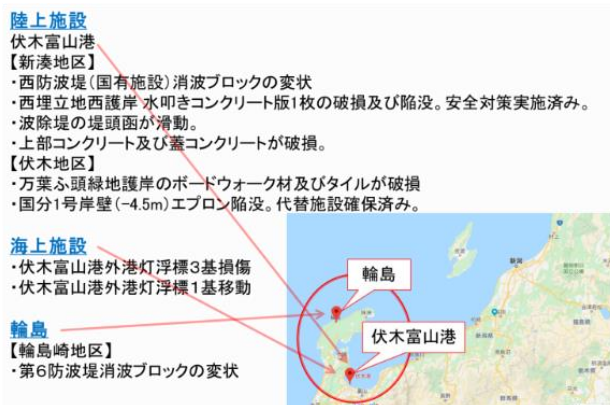 陸上施設
伏木富山港
【新湊地区】
・西防波堤(国有施設)消波ブロックの変状
・西埋立地西護岸 水叩きコンクリート版1枚の破損及び陥没。安全対策実施済み。
・波除堤の堤頭函が滑動。
・上部コンクリート及び蓋コンクリートが破損。
【伏木地区】
・万葉ふ頭緑地護岸のボードウォーク材及びタイルが破損
・国分1号岸壁(-4.5m)エプロン陥没。代替施設確保済み。
海上施設
・伏木富山港外港灯浮標3基損傷
・伏木富山港外港灯浮標1基移動
輪島
【輪島崎地区】
・第6防波堤消波ブロックの変状
輪島
伏木富山港